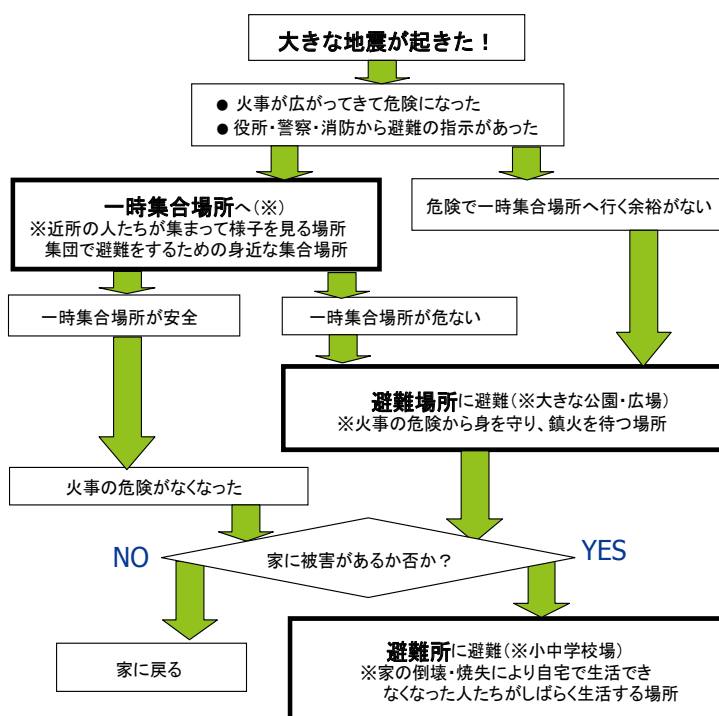 大きな地震が起きた！
● 火事が広がってきて危険になった
● 役所・警察・消防から避難の指示があった
一時集合場所へ(※)
※近所の人たちが集まって様子を見る場所
集団で避難をするための身近な集合場所
危険で一時集合場所へ行く余裕がない
一時集合場所が安全
一時集合場所が危ない
避難場所に避難(※大きな公園・広場)
※火事の危険から身を守り、鎮火を待つ場所
火事の危険がなくなった
NO
家に被害があるか否か？
YES
家に戻る
避難所に避難(※小中学校場)
※家の倒壊・焼失により自宅で生活でき
なくなった人たちがしばらく生活する場所